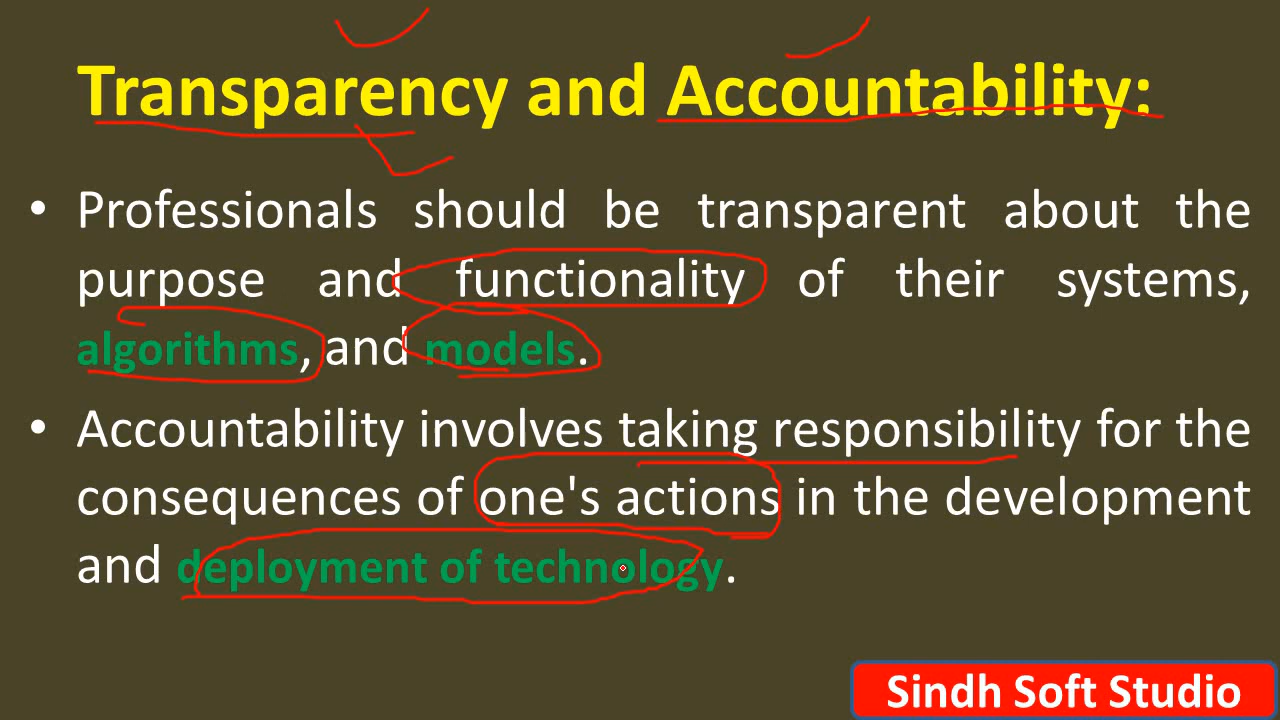 Transparency and Accountability:
• Professionals should be transparent about the
purpose and functionality of their systems,
algorithms, and models.
• Accountability involves taking responsibility for the
consequences of one's actions in the development
and deployment of technology.
Sindh Soft Studio